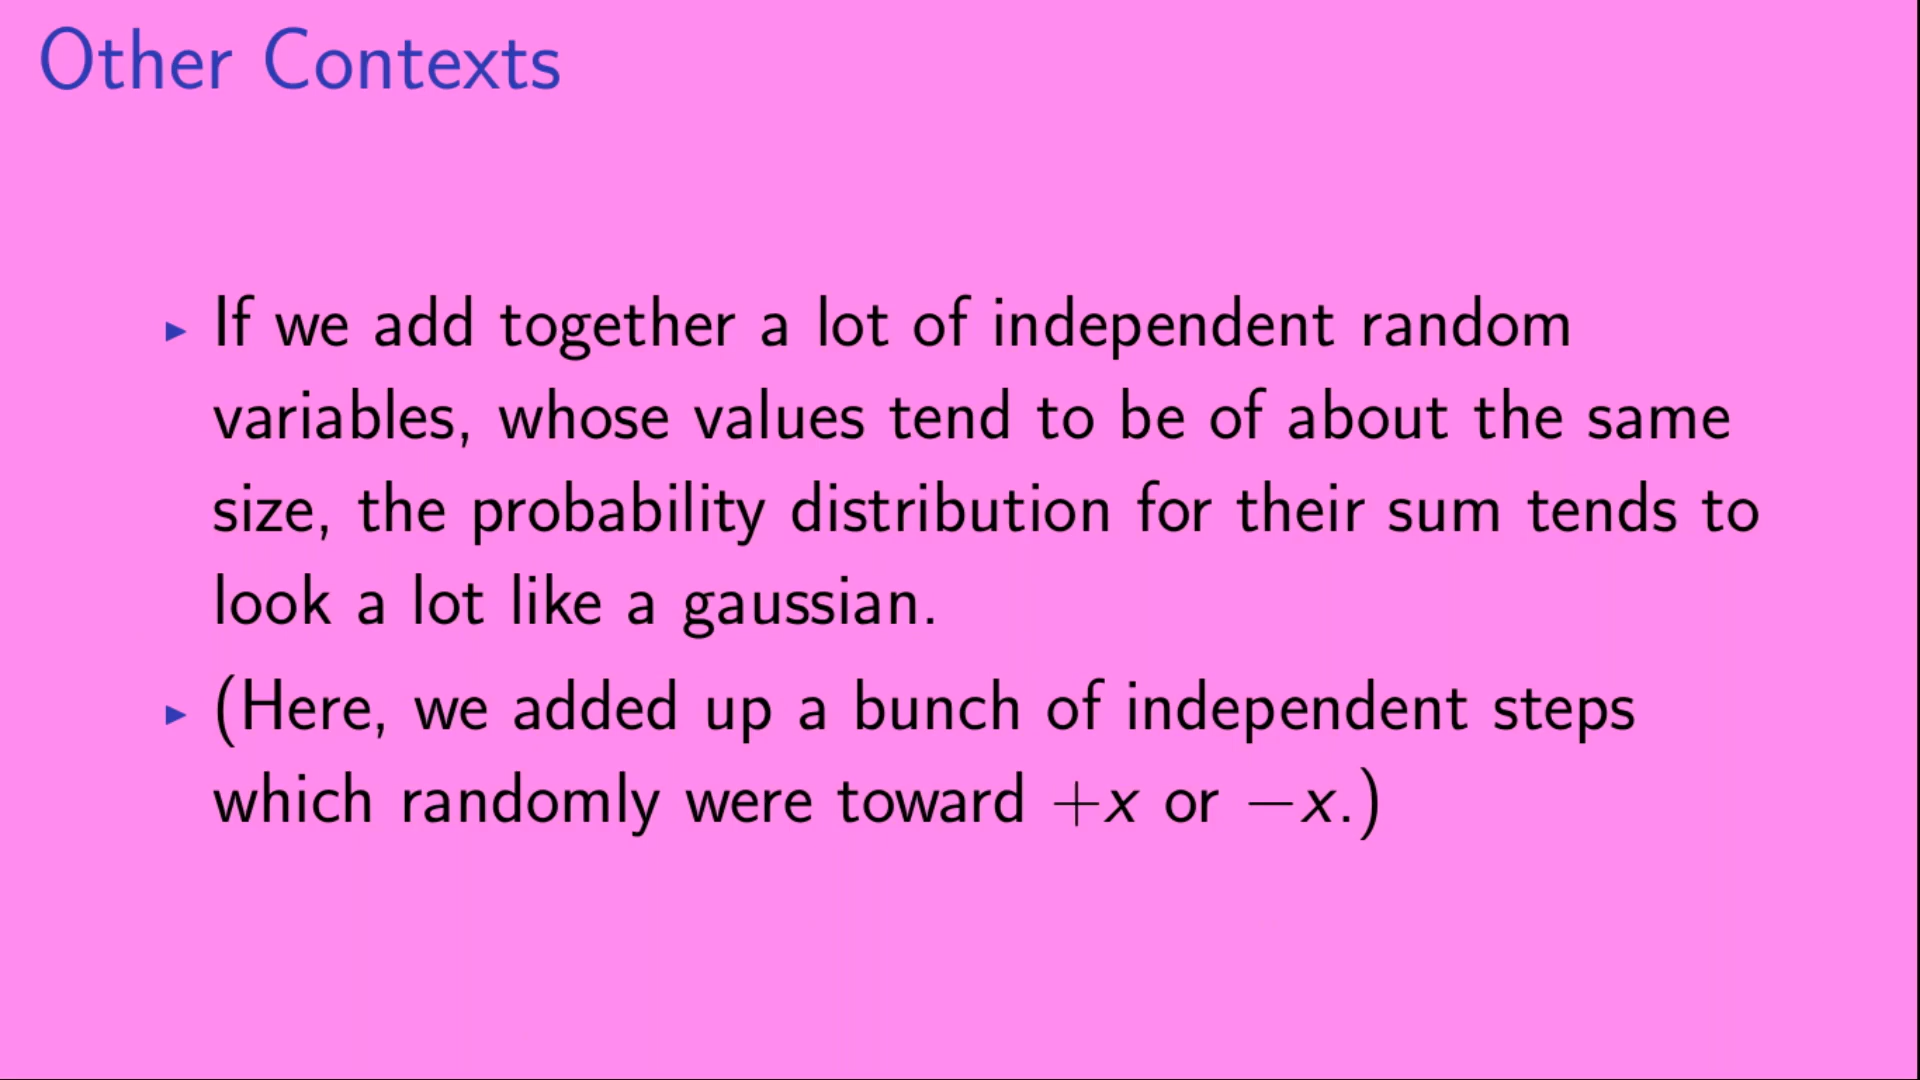 Other Contexts
▸ If we add together a lot of independent random
variables, whose values tend to be of about the same
size, the probability distribution for their sum tends to
look a lot like a gaussian.
▸ (Here, we added up a bunch of independent steps
which randomly were toward +x or −x.)